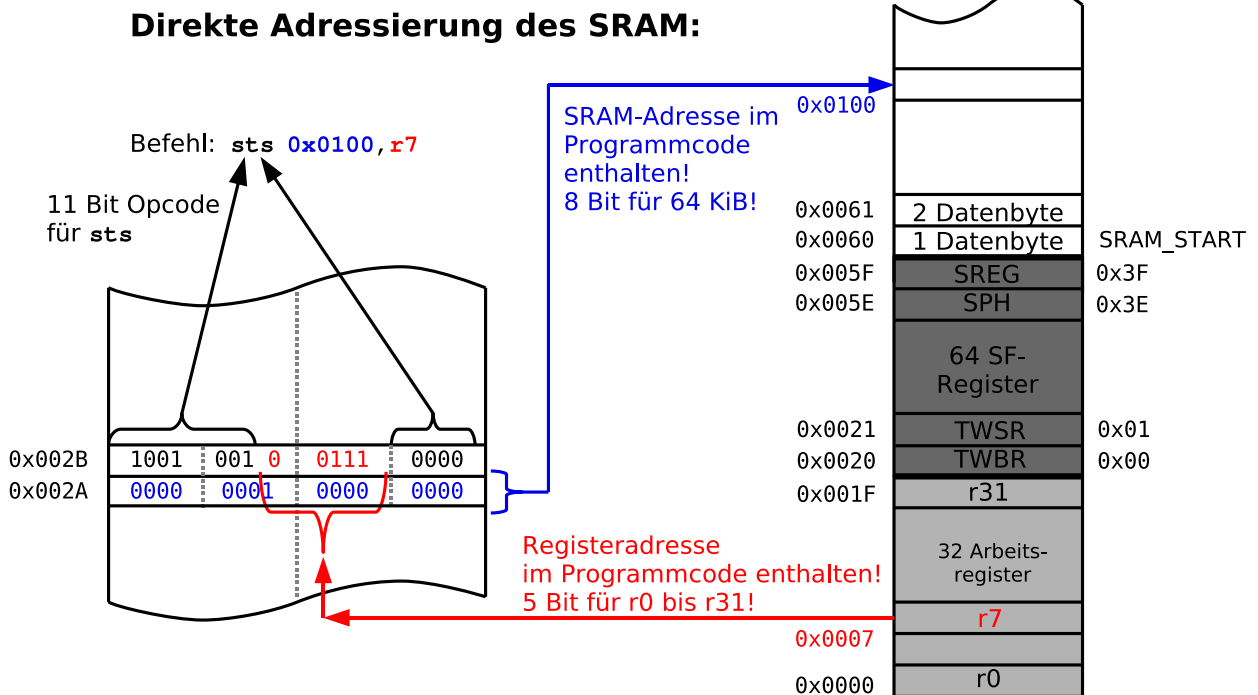 Direkte Adressierung des SRAM:
Befehl: sts 0x0100,r7
11 Bit Opcode
für sts
SRAM-Adresse im
Programmcode
enthalten!
8 Bit für 64 KiB!
0x002B 1001 001 0 0111 0000
0x002A 0000 0001 0000 0000
Registeradresse
im Programmcode enthalten!
5 Bit für r0 bis r31!
0x0100
0x0061 2 Datenbyte
0x0060 1 Datenbyte SRAM_START
0x005F SREG 0x3F
0x005E SPH 0x3E
64 SF-
Register
0x0021 TWSR 0x01
0x0020 TWBR 0x00
0x001F r31
32 Arbeits-
register
r7
0x0007
0x0000 r0